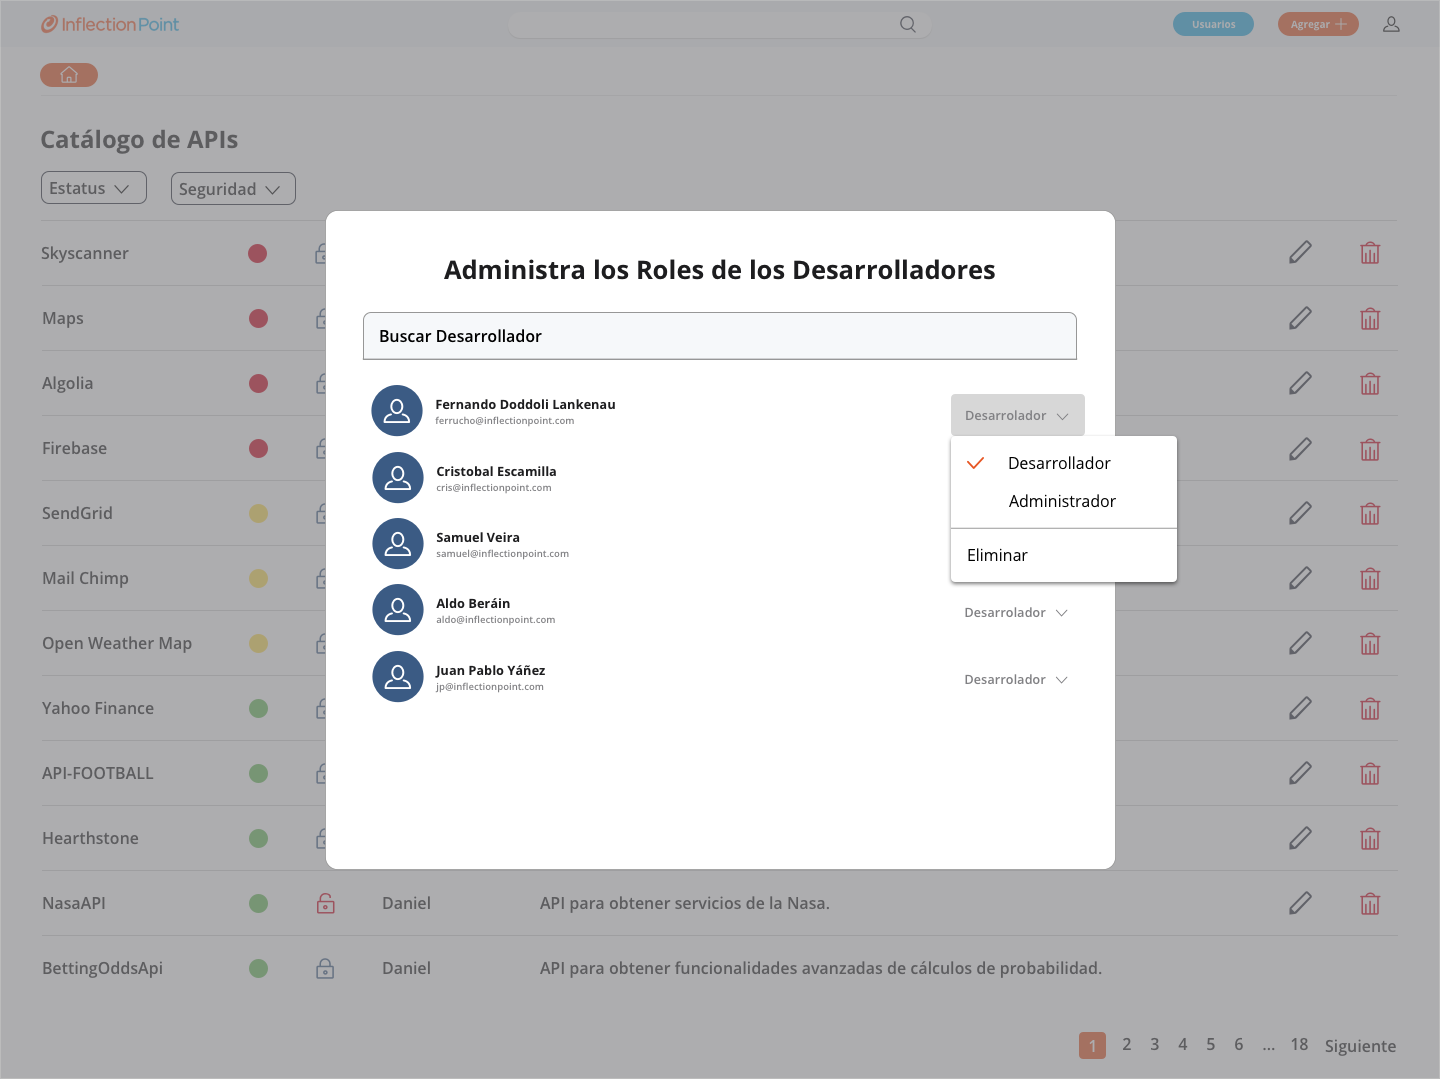 InflectionPoint
Usuarios
Agregar
Catálogo de APIs
Estatus
Seguridad
Skyscanner
Maps
Algolia
Firebase
SendGrid
Mail Chimp
Open Weather Map
Yahoo Finance
API-FOOTBALL
Hearthstone
NasaAPI Daniel API para obtener servicios de la Nasa.
BettingOddsApi Daniel API para obtener funcionalidades avanzadas de cálculos de probabilidad.
Administra los Roles de los Desarrolladores
Buscar Desarrollador
Fernando Doddoli Lankenau
ferrucho@inflectionpoint.com
Desarrolador
Desarrollador
Administrador
Eliminar
Cristobal Escamilla
cris@inflectionpoint.com
Samuel Veira
samuel@inflectionpoint.com
Aldo Beráin
aldo@inflectionpoint.com
Desarrolador
Juan Pablo Yáñez
jp@inflectionpoint.com
Desarrolador
1 2 3 4 5 6 ... 18 Siguiente